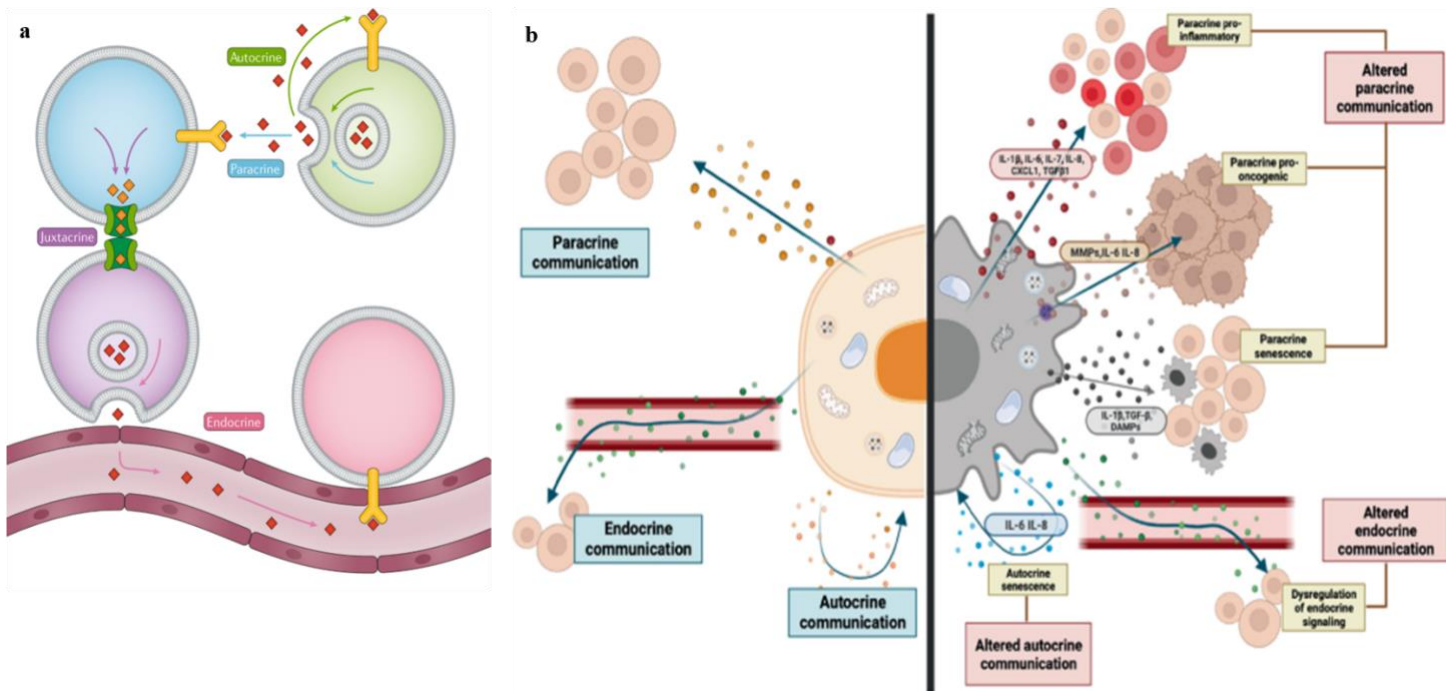 a
Autocrine
Paracrine
Juxtacrine
Endocrine
b
Paracrine
communication
Endocrine
communication
Autocrine
communication
Paracrine pro-
inflammatory
Altered
paracrine
communication
IL-1β, IL-6, IL-7, IL-8,
CXCL1, TGFβ1
Paracrine pro-
oncogenic
MMPs,IL-6 IL-8
Paracrine
senescence
IL-1β,TGF-β,
DAMPs
IL-6 IL-8
Autocrine
senescence
Altered autocrine
communication
Altered
endocrine
communication
Dysregulation
of endocrine
signaling